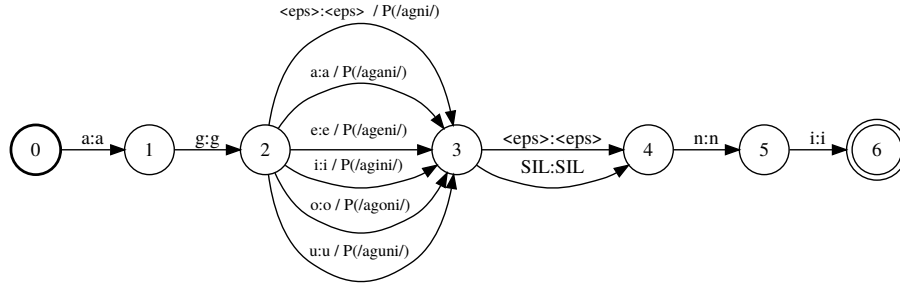 <eps>:<eps> / P(/agni/)
a:a / P(/agani/)
e:e / P(/ageni/)
i:i / P(/agini/)
o:o / P(/agoni/)
u:u / P(/aguni/)
0 a:a 1 g:g 2 3 <eps>:<eps> 4 n:n 5 i:i 6
SIL:SIL